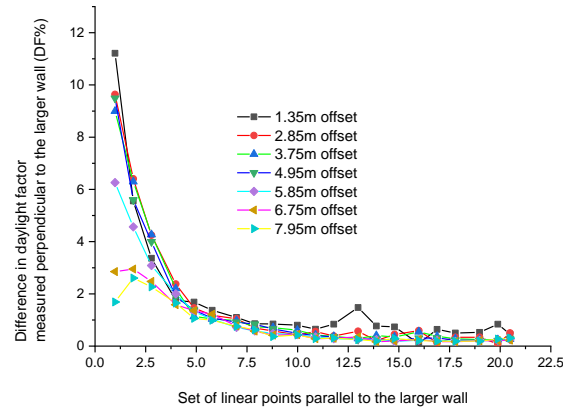 Difference in daylight factor
measured perpendicular to the larger wall (DF%)
12
10
8
6
4
2
0
1.35m offset
2.85m offset
3.75m offset
4.95m offset
5.85m offset
6.75m offset
7.95m offset
0.0 2.5 5.0 7.5 10.0 12.5 15.0 17.5 20.0 22.5
Set of linear points parallel to the larger wall